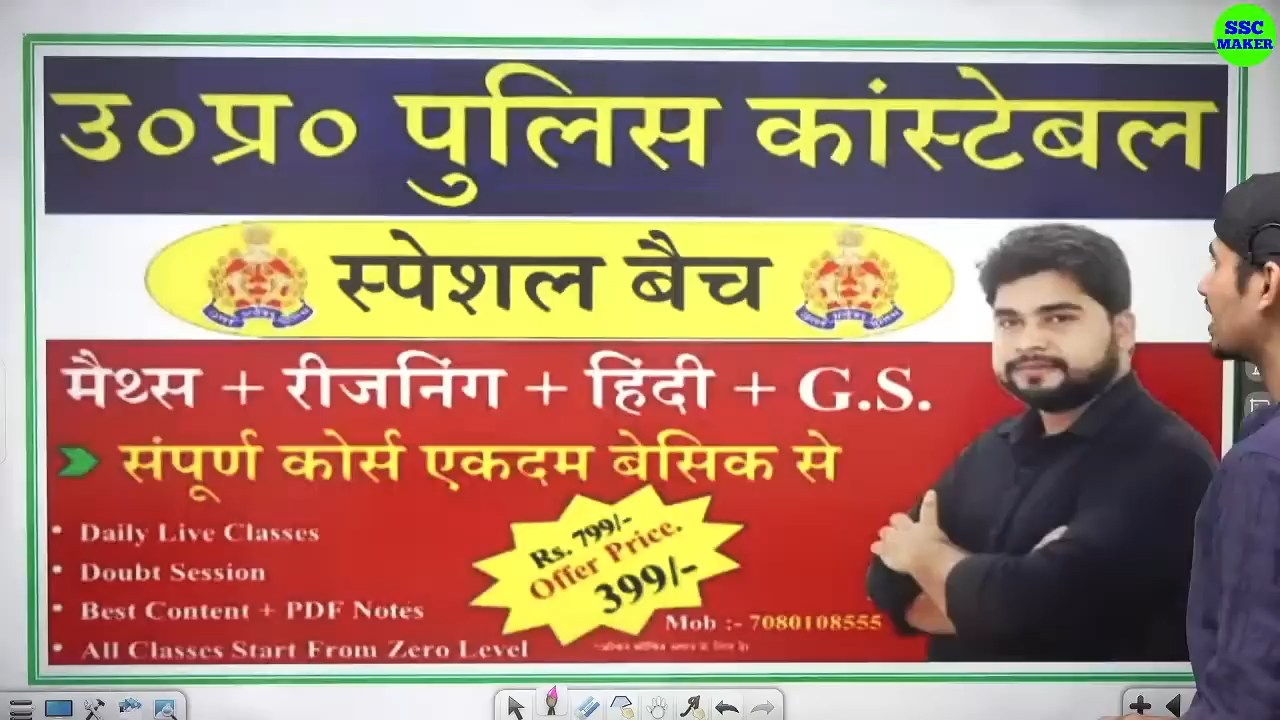 SSC
MAKER
उ०प्र० पुलिस कांस्टेबल
स्पेशल बैच
मैथ्स + रीजनिंग + हिंदी + G.S.
संपूर्ण कोर्स एकदम बेसिक से
• Daily Live Classes
• Doubt Session
• Best Content + PDF Notes
• All Classes Start From Zero Level
Rs. 799/-
Offer Price.
399/-
Mob :- 7080108555